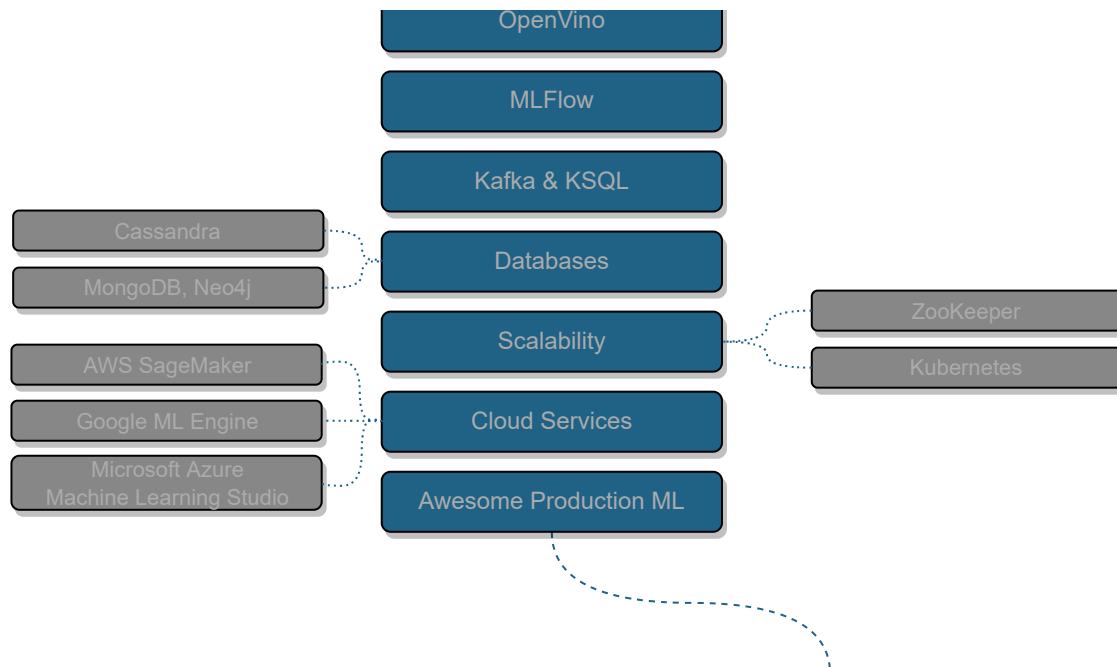 OpenVino
MLFlow
Kafka & KSQL
Cassandra
MongoDB, Neo4j
Databases
Scalability
ZooKeeper
Kubernetes
AWS SageMaker
Google ML Engine
Microsoft Azure
Machine Learning Studio
Cloud Services
Awesome Production ML